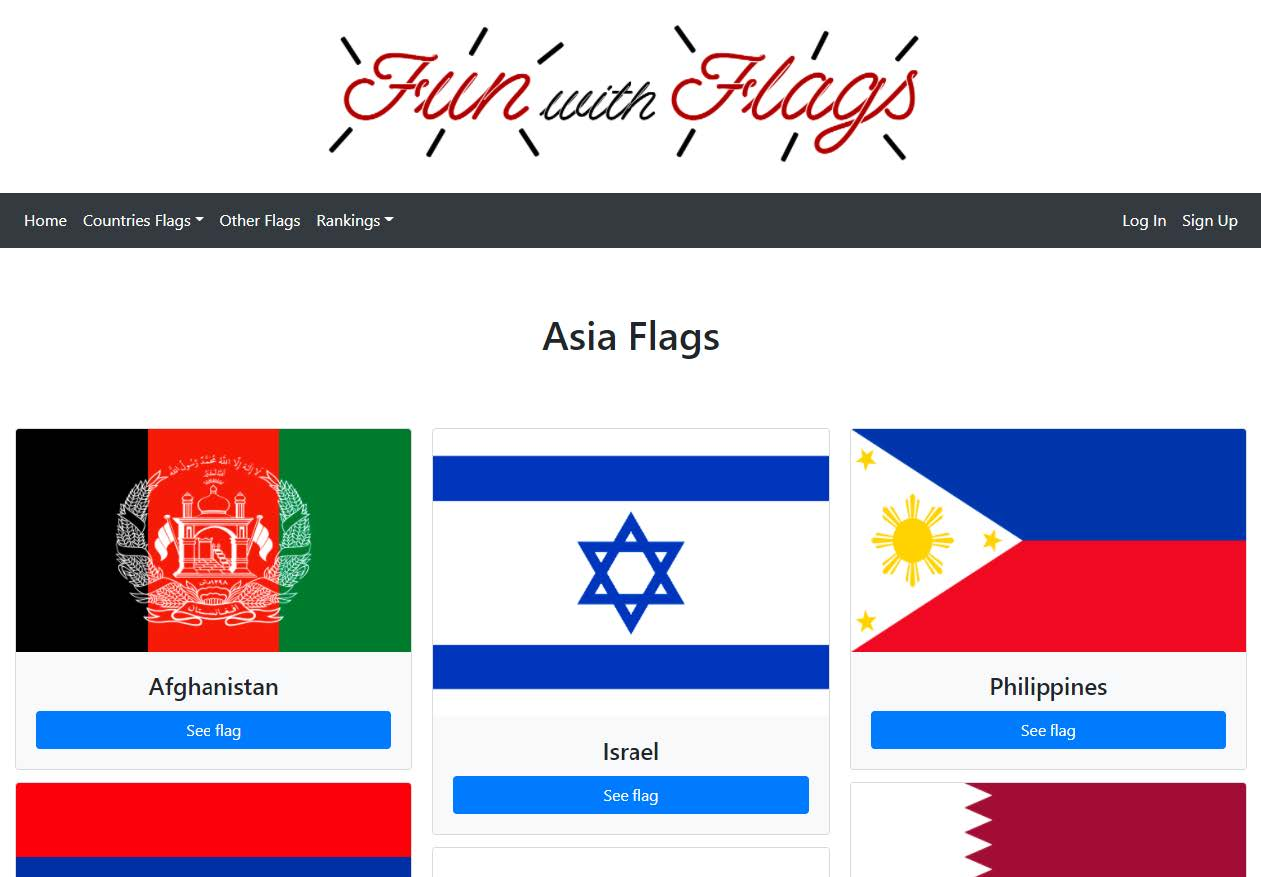 Fun with Flags
Home Countries Flags Other Flags Rankings Log In Sign Up
Asia Flags
Afghanistan
See flag
Israel
See flag
Philippines
See flag